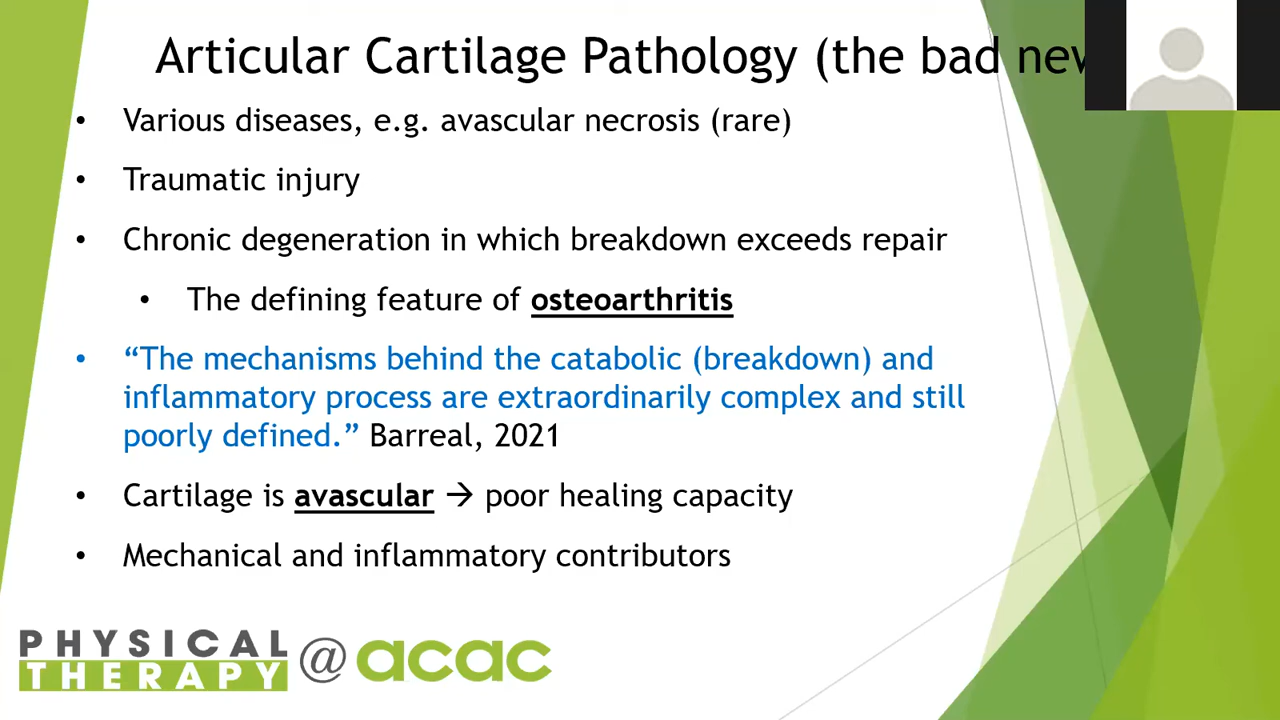 Articular Cartilage Pathology (the bad
• Various diseases, e.g. avascular necrosis (rare)
• Traumatic injury
• Chronic degeneration in which breakdown exceeds repair
• The defining feature of osteoarthritis
• “The mechanisms behind the catabolic (breakdown) and
inflammatory process are extraordinarily complex and still
poorly defined.” Barreal, 2021
• Cartilage is avascular → poor healing capacity
• Mechanical and inflammatory contributors
PHYSICAL
THERAPY @ acac